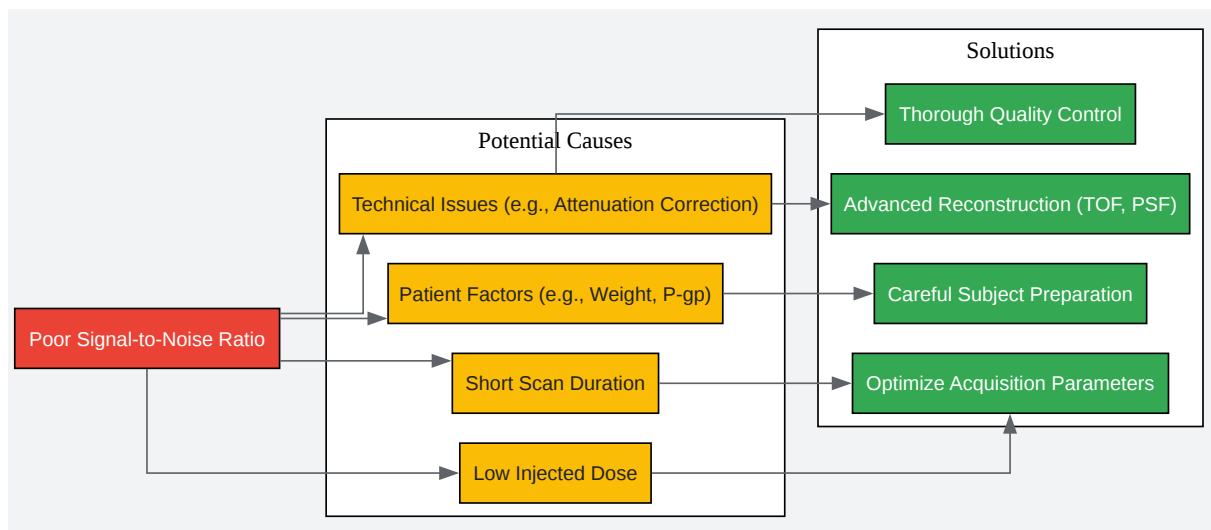 Poor Signal-to-Noise Ratio
Potential Causes
Technical Issues (e.g., Attenuation Correction)
Patient Factors (e.g., Weight, P-gp)
Short Scan Duration
Low Injected Dose
Solutions
Thorough Quality Control
Advanced Reconstruction (TOF, PSF)
Careful Subject Preparation
Optimize Acquisition Parameters